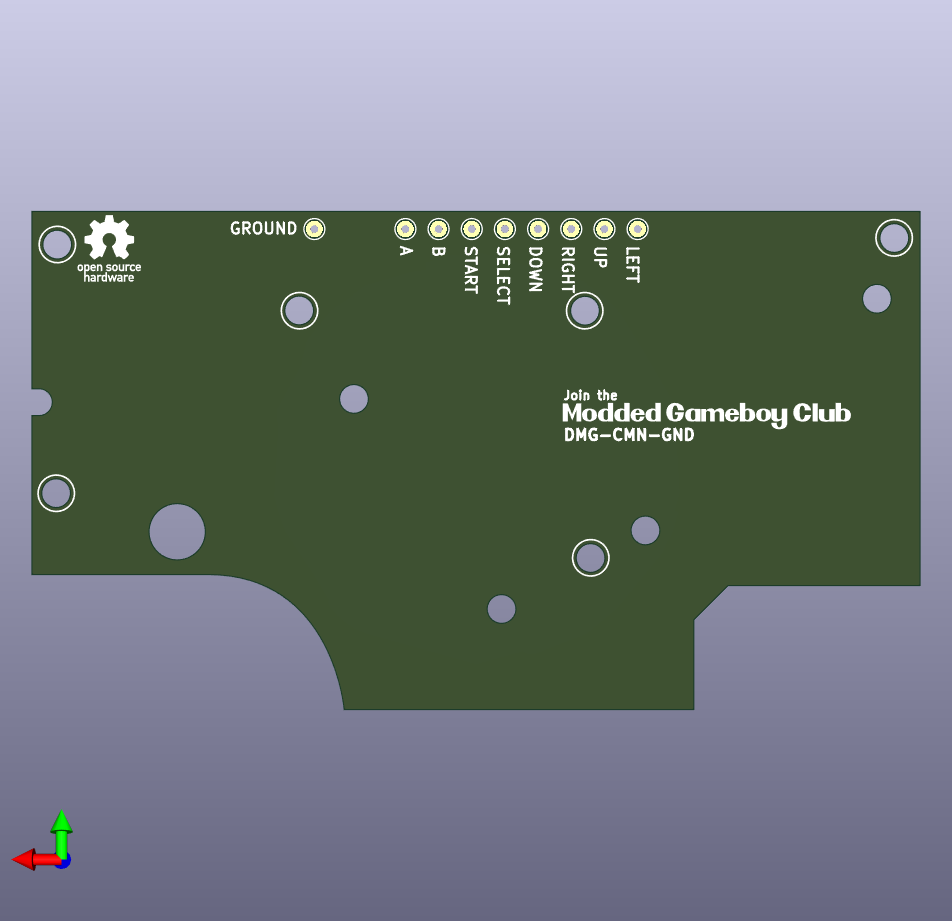 GROUND
A
B
START
SELECT
DOWN
RIGHT
UP
LEFT
open source
hardware
Join the
Modded Gameboy Club
DMG-CMN-GND